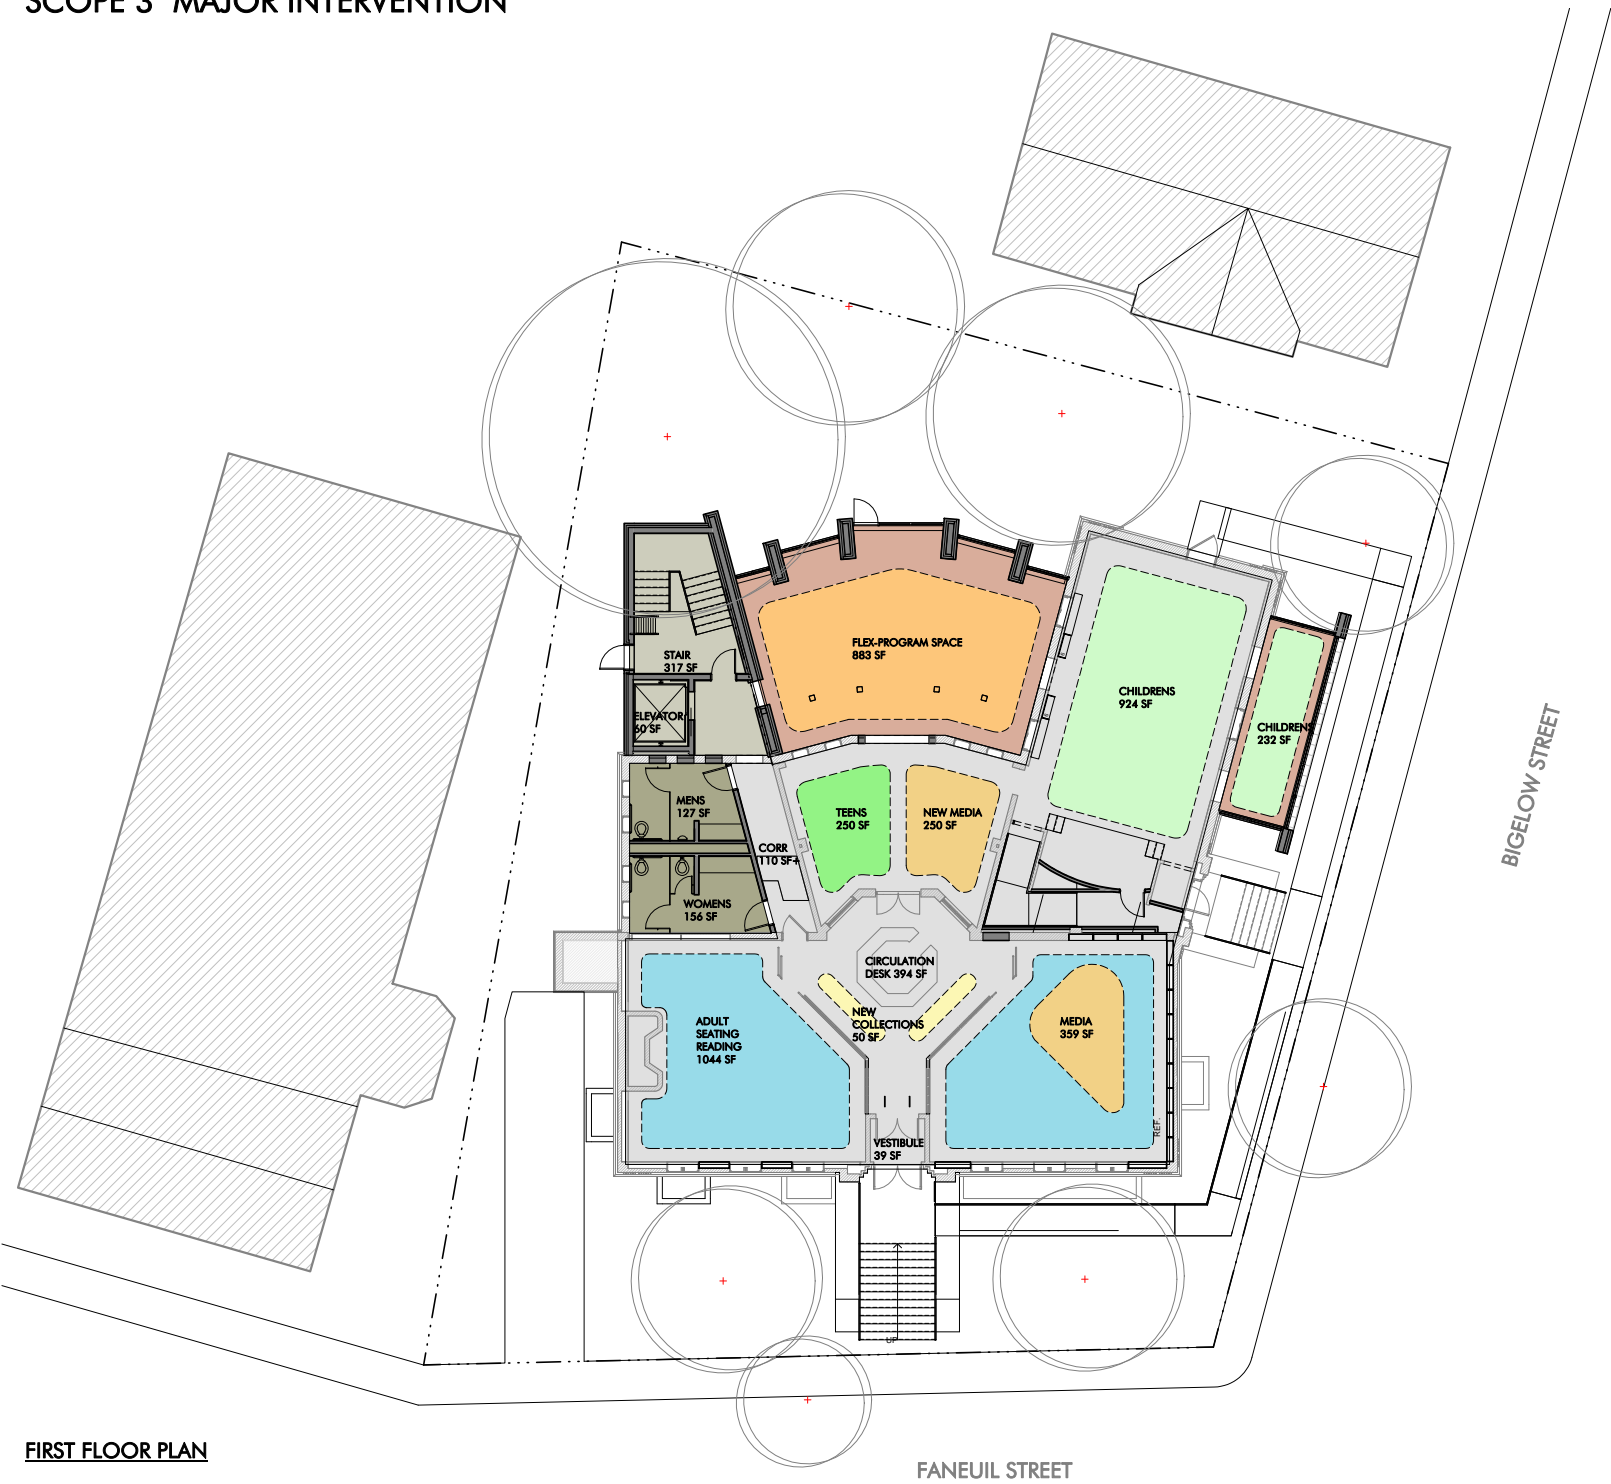 SCOPE 3 MAJOR INTERVENTION
FLEX-PROGRAM SPACE
883 SF
STAIR
317 SF
ELEVATOR
60 SF
CHILDRENS
924 SF
CHILDRENS
232 SF
MENS
127 SF
TEENS
250 SF
NEW MEDIA
250 SF
CORR
110 SF+
WOMENS
156 SF
CIRCULATION
DESK 394 SF
NEW
COLLECTIONS
50 SF
ADULT
SEATING
READING
1044 SF
MEDIA
359 SF
REF.
VESTIBULE
39 SF
UP
BIGELOW STREET
FIRST FLOOR PLAN
FANEUIL STREET